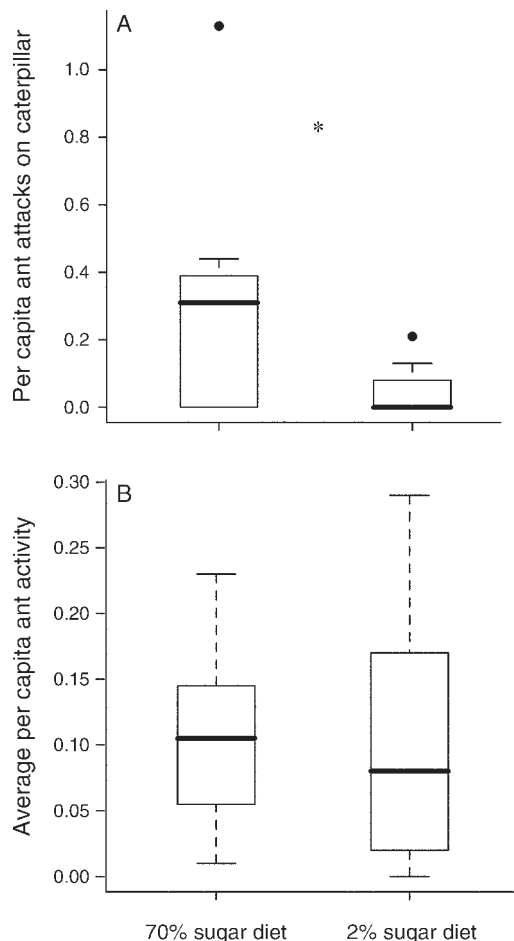 A
Per capita ant attacks on caterpillar
1.0
0.8
0.6
0.4
0.2
0.0
*
B
Average per capita ant activity
0.30
0.25
0.20
0.15
0.10
0.05
0.00
70% sugar diet 2% sugar diet